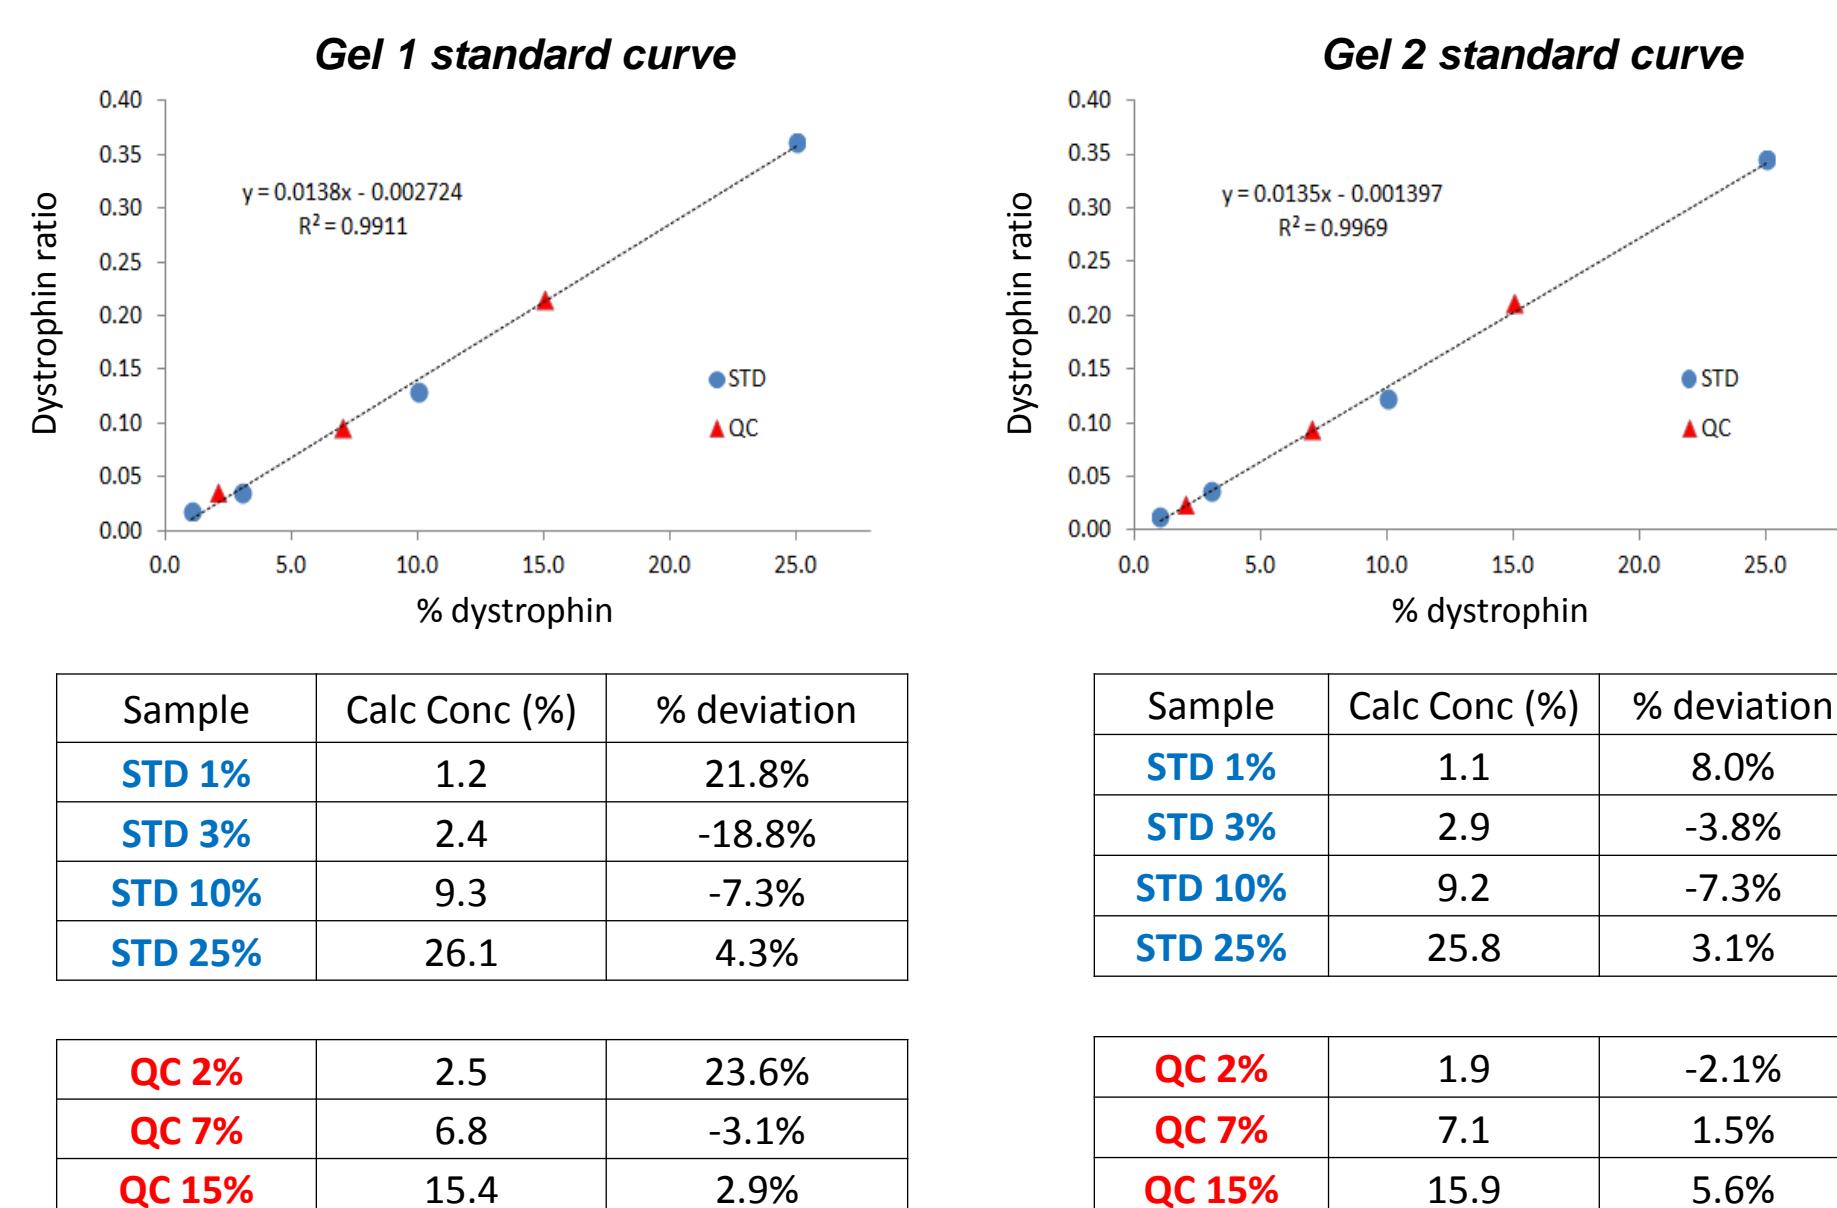 Gel 1 standard curve
0.40
0.35
0.30
0.25
0.20
0.15
0.10
0.05
0.00
Dystrophin ratio
y = 0.0138x - 0.002724
R² = 0.9911
STD
QC
0.0 5.0 10.0 15.0 20.0 25.0
% dystrophin
Sample Calc Conc (%) % deviation
STD 1% 1.2 21.8%
STD 3% 2.4 -18.8%
STD 10% 9.3 -7.3%
STD 25% 26.1 4.3%
QC 2% 2.5 23.6%
QC 7% 6.8 -3.1%
QC 15% 15.4 2.9%
Gel 2 standard curve
0.40
0.35
0.30
0.25
0.20
0.15
0.10
0.05
0.00
Dystrophin ratio
y = 0.0135x - 0.001397
R² = 0.9969
STD
QC
0.0 5.0 10.0 15.0 20.0 25.0
% dystrophin
Sample Calc Conc (%) % deviation
STD 1% 1.1 8.0%
STD 3% 2.9 -3.8%
STD 10% 9.2 -7.3%
STD 25% 25.8 3.1%
QC 2% 1.9 -2.1%
QC 7% 7.1 1.5%
QC 15% 15.9 5.6%